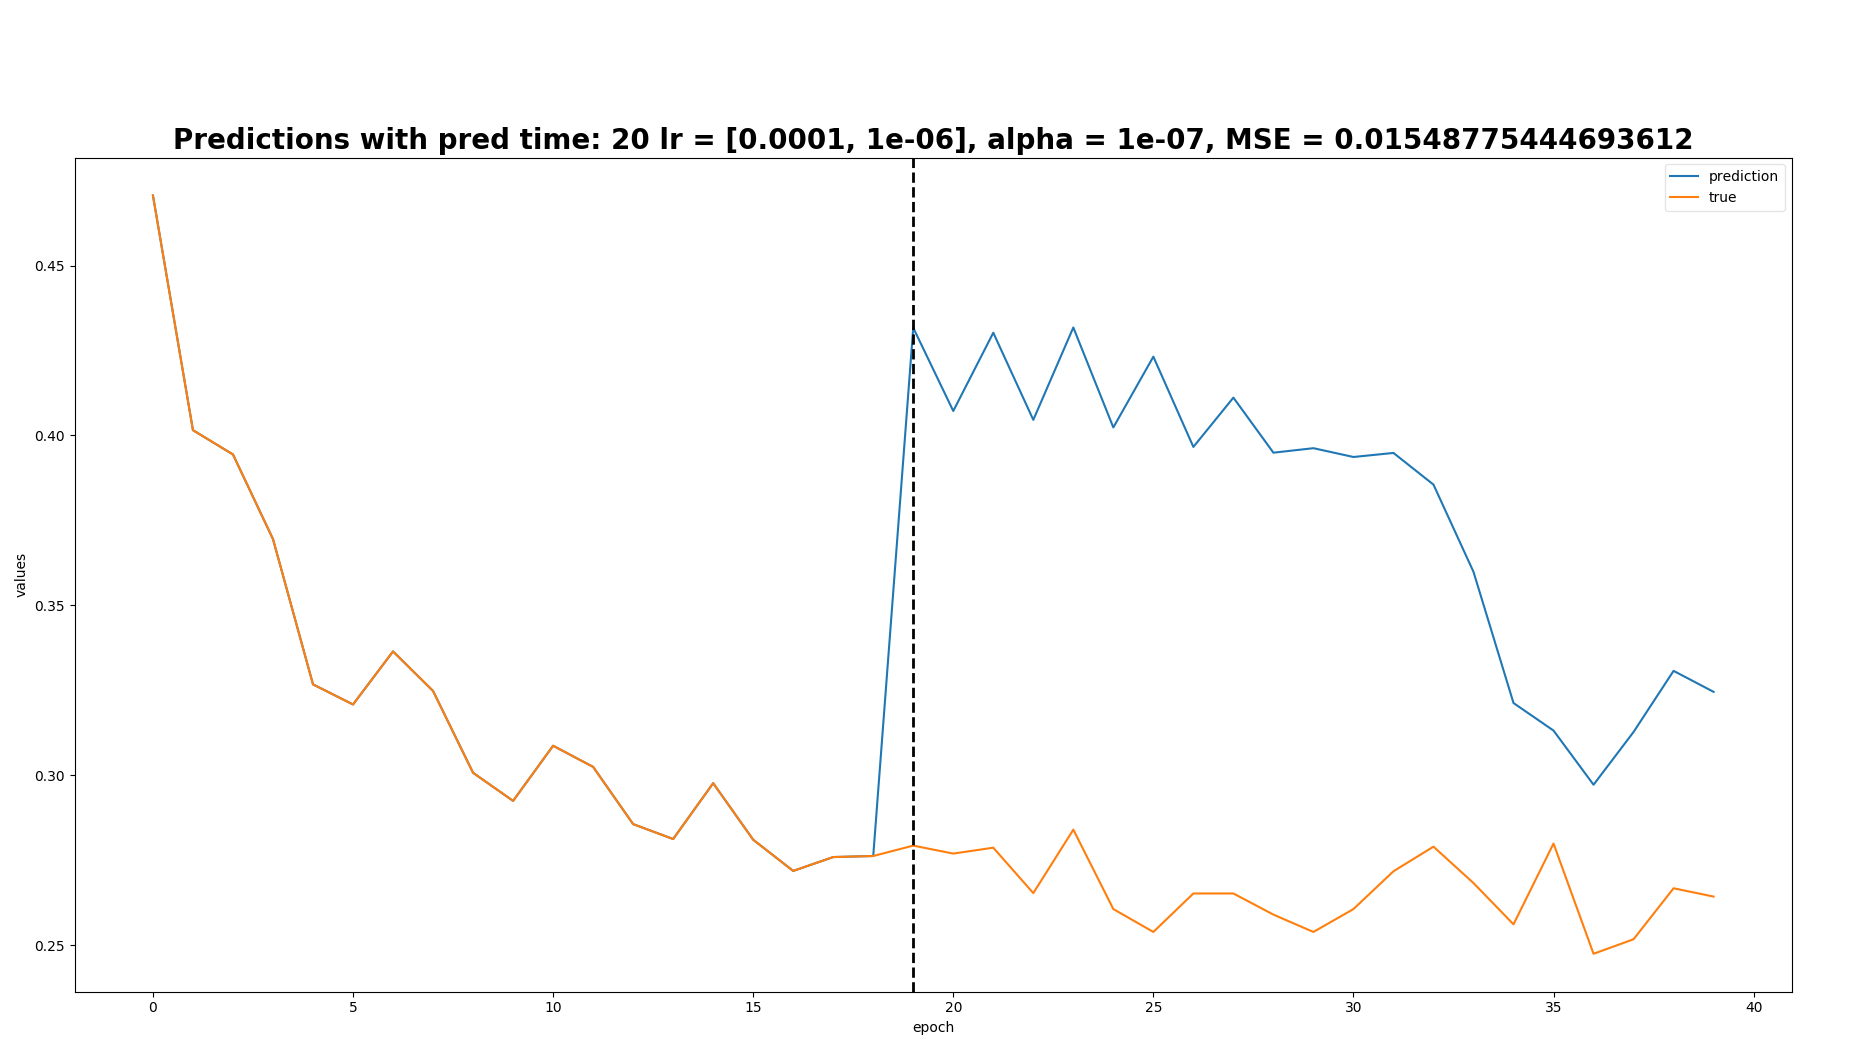 Predictions with pred time: 20 lr = [0.0001, 1e-06], alpha = 1e-07, MSE = 0.01548775444693612
prediction
true
0.45
0.40
0.35
0.30
0.25
values
0 5 10 15 20 25 30 35 40
epoch